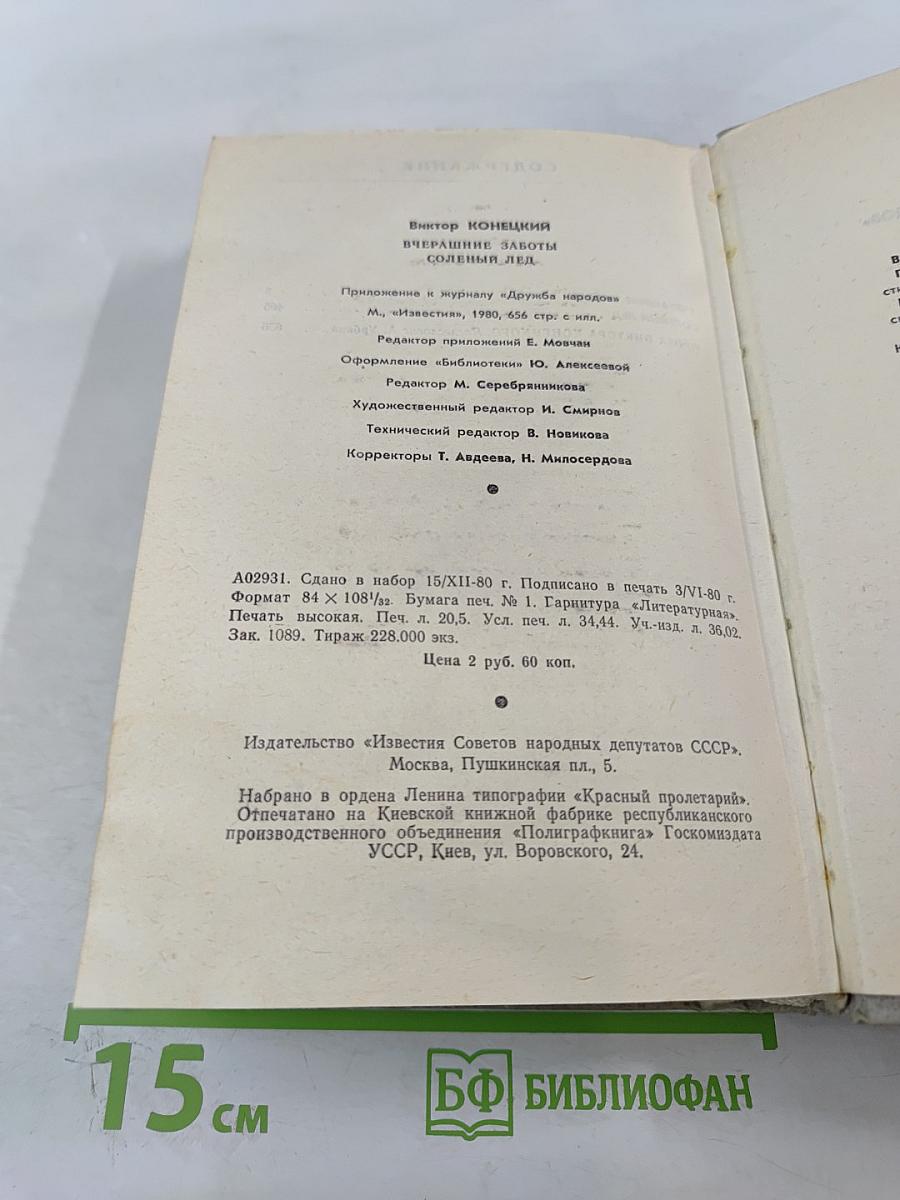 Виктор КОНЕЦКИЙ
ВЧЕРАШНИЕ ЗАБОТЫ
СОЛЕНЫЙ ЛЕД
Приложение к журналу «Дружба народов»
М., «Известия», 1980, 656 стр. с илл.
Редактор приложений Е. Мовчан
Оформление «Библиотеки» Ю. Алексеевой
Редактор М. Серебрянникова
Художественный редактор И. Смирнов
Технический редактор В. Новикова
Корректоры Т. Авдеева, Н. Милосердова
А02931. Сдано в набор 15/XII-80 г. Подписано в печать 3/VI-80 г.
Формат 84 × 108¹/₃₂. Бумага печ. № 1. Гарнитура «Литературная».
Печать высокая. Печ. л. 20,5. Усл. печ. л. 34,44. Уч.-изд. л. 36,02.
Зак. 1089. Тираж 228.000 экз.
Цена 2 руб. 60 коп.
Издательство «Известия Советов народных депутатов СССР».
Москва, Пушкинская пл., 5.
Набрано в ордена Ленина типографии «Красный пролетарий».
Отпечатано на Киевской книжной фабрике республиканского
производственного объединения «Полиграфкнига» Госкомиздата
УССР, Киев, ул. Воровского, 24.
15 см
БФ БИБЛИОФАН